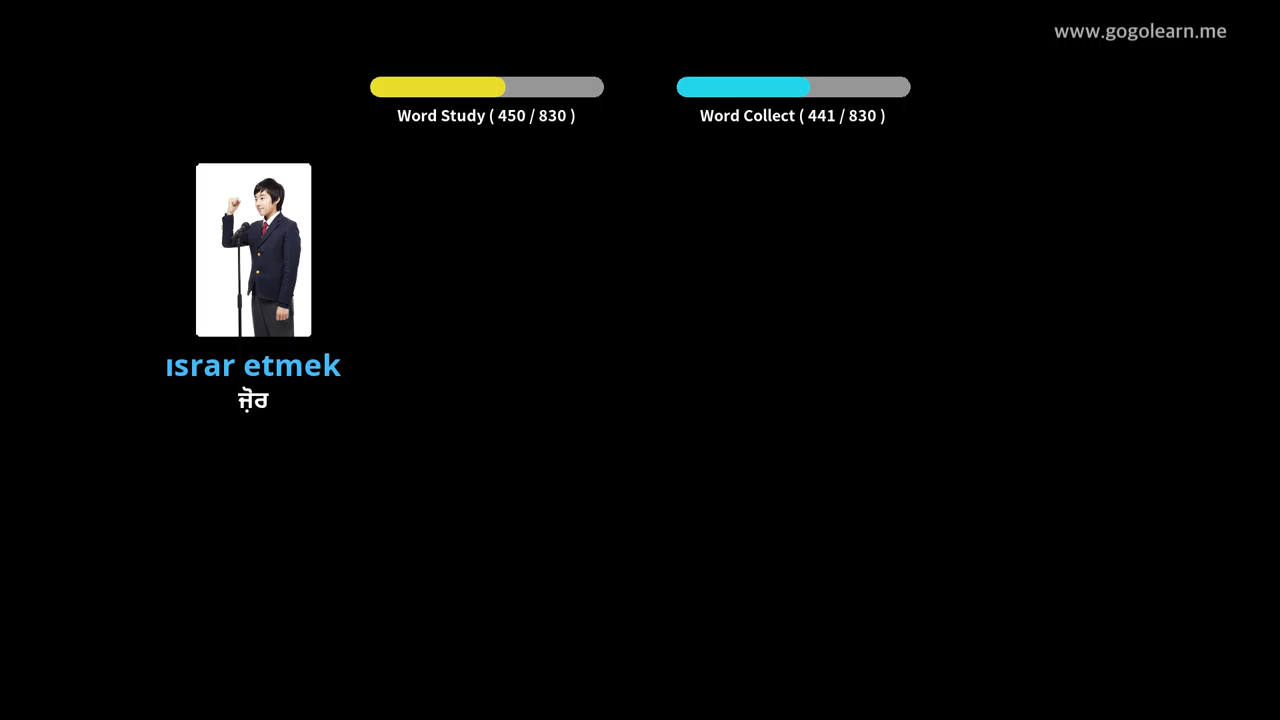 www.gogolearn.me
Word Study ( 450 / 830 )
Word Collect ( 441 / 830 )
ısrar etmek
ਜ਼ੋਰ